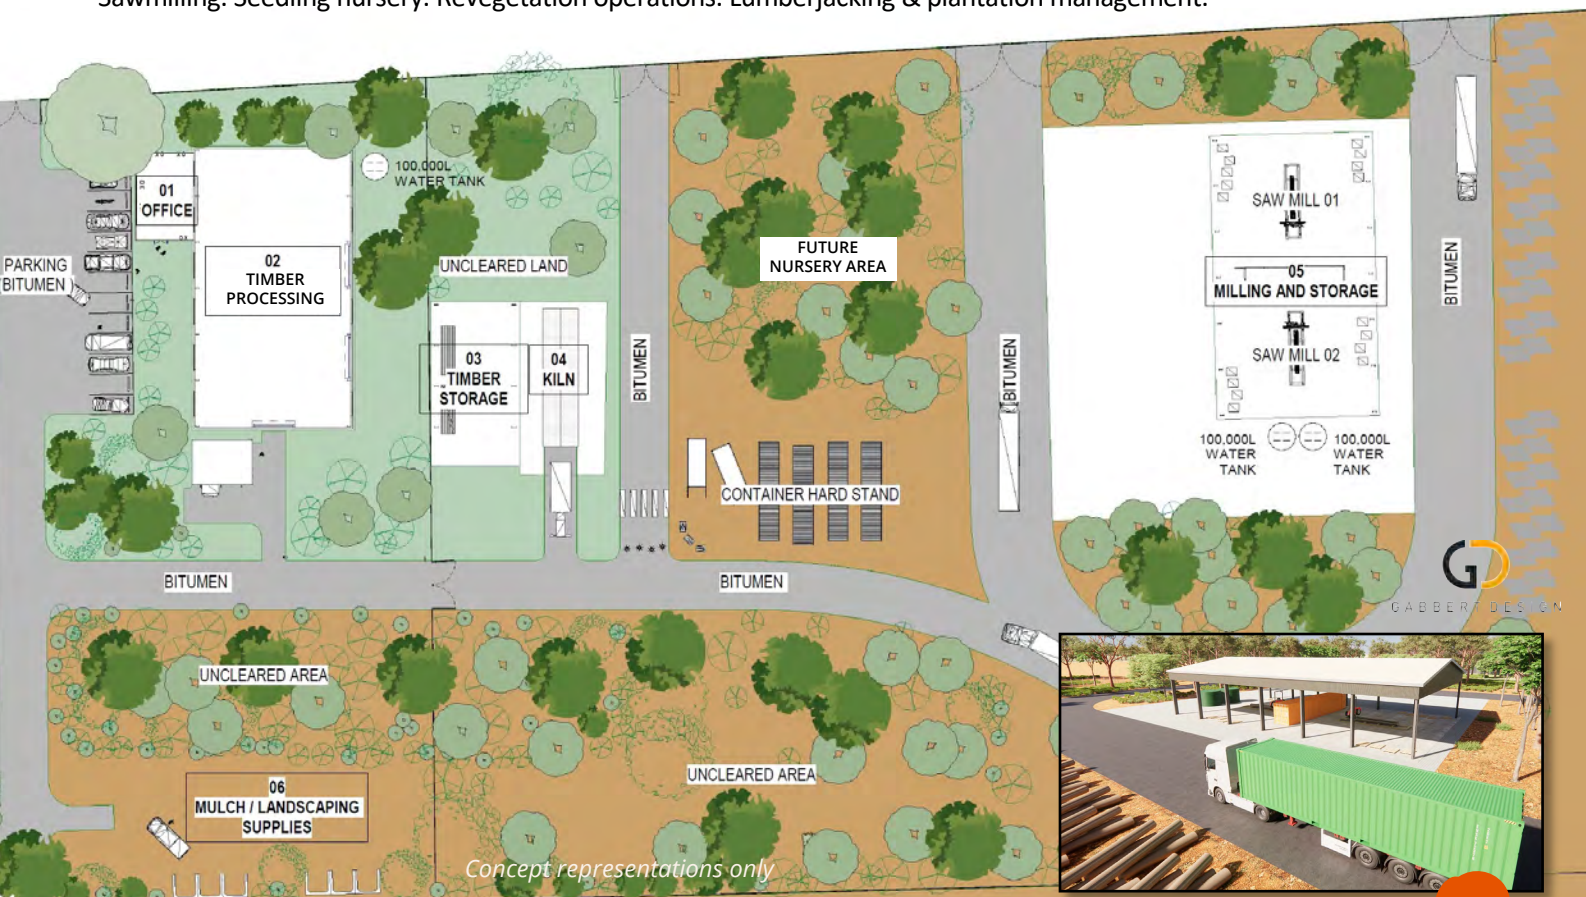 Sawmilling. Seedling nursery. Revegetation operations. Lumberjacking & plantation management.
01
OFFICE
100,000L
WATER TANK
PARKING
BITUMEN
02
TIMBER
PROCESSING
UNCLEARED LAND
FUTURE
NURSERY AREA
SAW MILL 01
05
MILLING AND STORAGE
SAW MILL 02
BITUMEN
BITUMEN
BITUMEN
03
TIMBER
STORAGE
04
KILN
100,000L
WATER
TANK
100,000L
WATER
TANK
CONTAINER HARD STAND
BITUMEN
BITUMEN
GABBERT DESIGN
UNCLEARED AREA
UNCLEARED AREA
06
MULCH / LANDSCAPING
SUPPLIES
Concept representations only